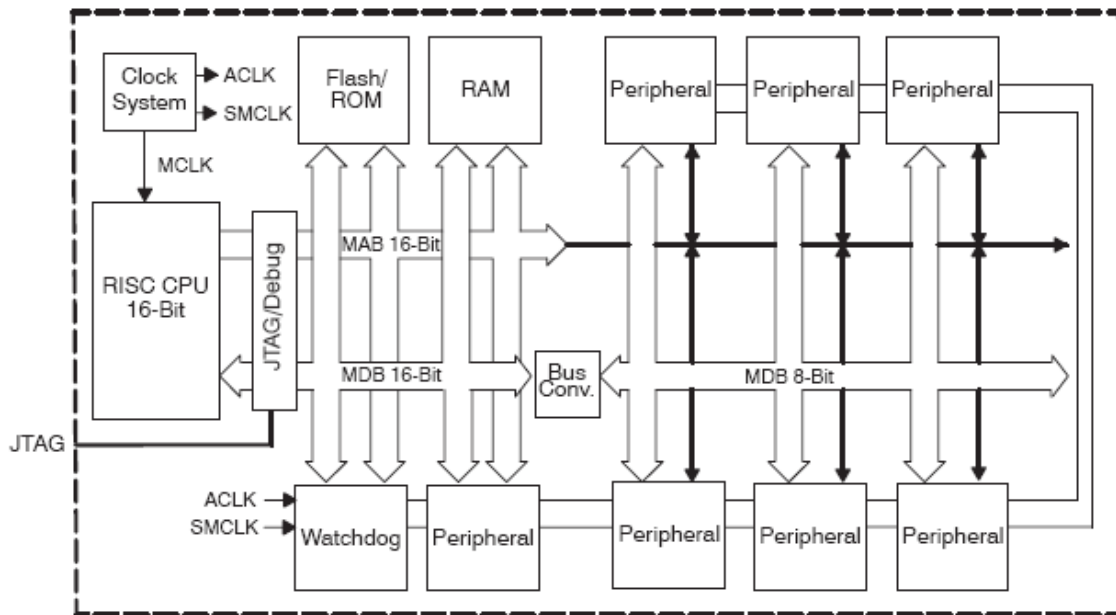 Clock
System
ACLK
SMCLK
MCLK
Flash/
ROM
RAM
Peripheral
Peripheral
Peripheral
RISC CPU
16-Bit
JTAG/Debug
MAB 16-Bit
MDB 16-Bit
Bus
Conv.
MDB 8-Bit
JTAG
ACLK
SMCLK
Watchdog
Peripheral
Peripheral
Peripheral
Peripheral